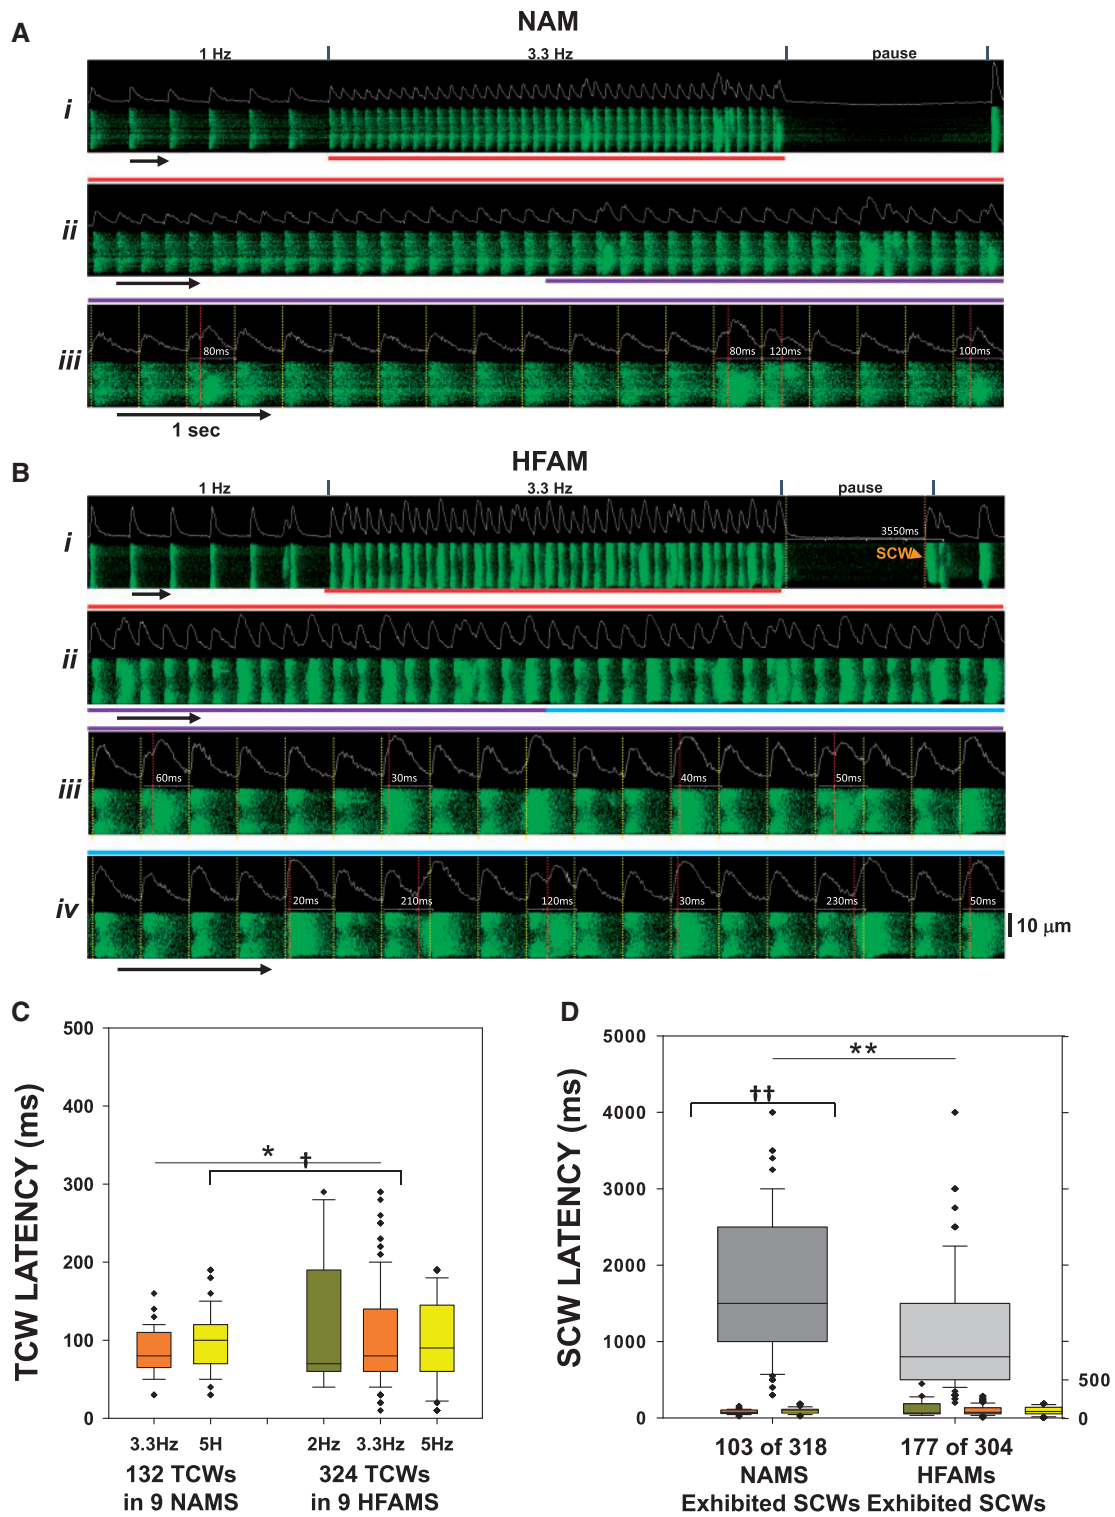 A
NAM
1 Hz
3.3 Hz
pause
i
ii
iii
80ms
80ms
120ms
100ms
1 sec
B
HFAM
1 Hz
3.3 Hz
pause
i
3550ms
SCW
ii
iii
60ms
30ms
40ms
50ms
iv
20ms
210ms
120ms
30ms
230ms
50ms
10 μm
C
D
TCW LATENCY (ms)
500
400
300
200
100
0
*
†
3.3Hz
5H
2Hz
3.3Hz
5Hz
132 TCWs
in 9 NAMS
324 TCWs
in 9 HFAMS
SCW LATENCY (ms)
5000
4000
3000
2000
1000
0
**
††
500
0
103 of 318
NAMS
Exhibited SCWs
177 of 304
HFAMs
Exhibited SCWs